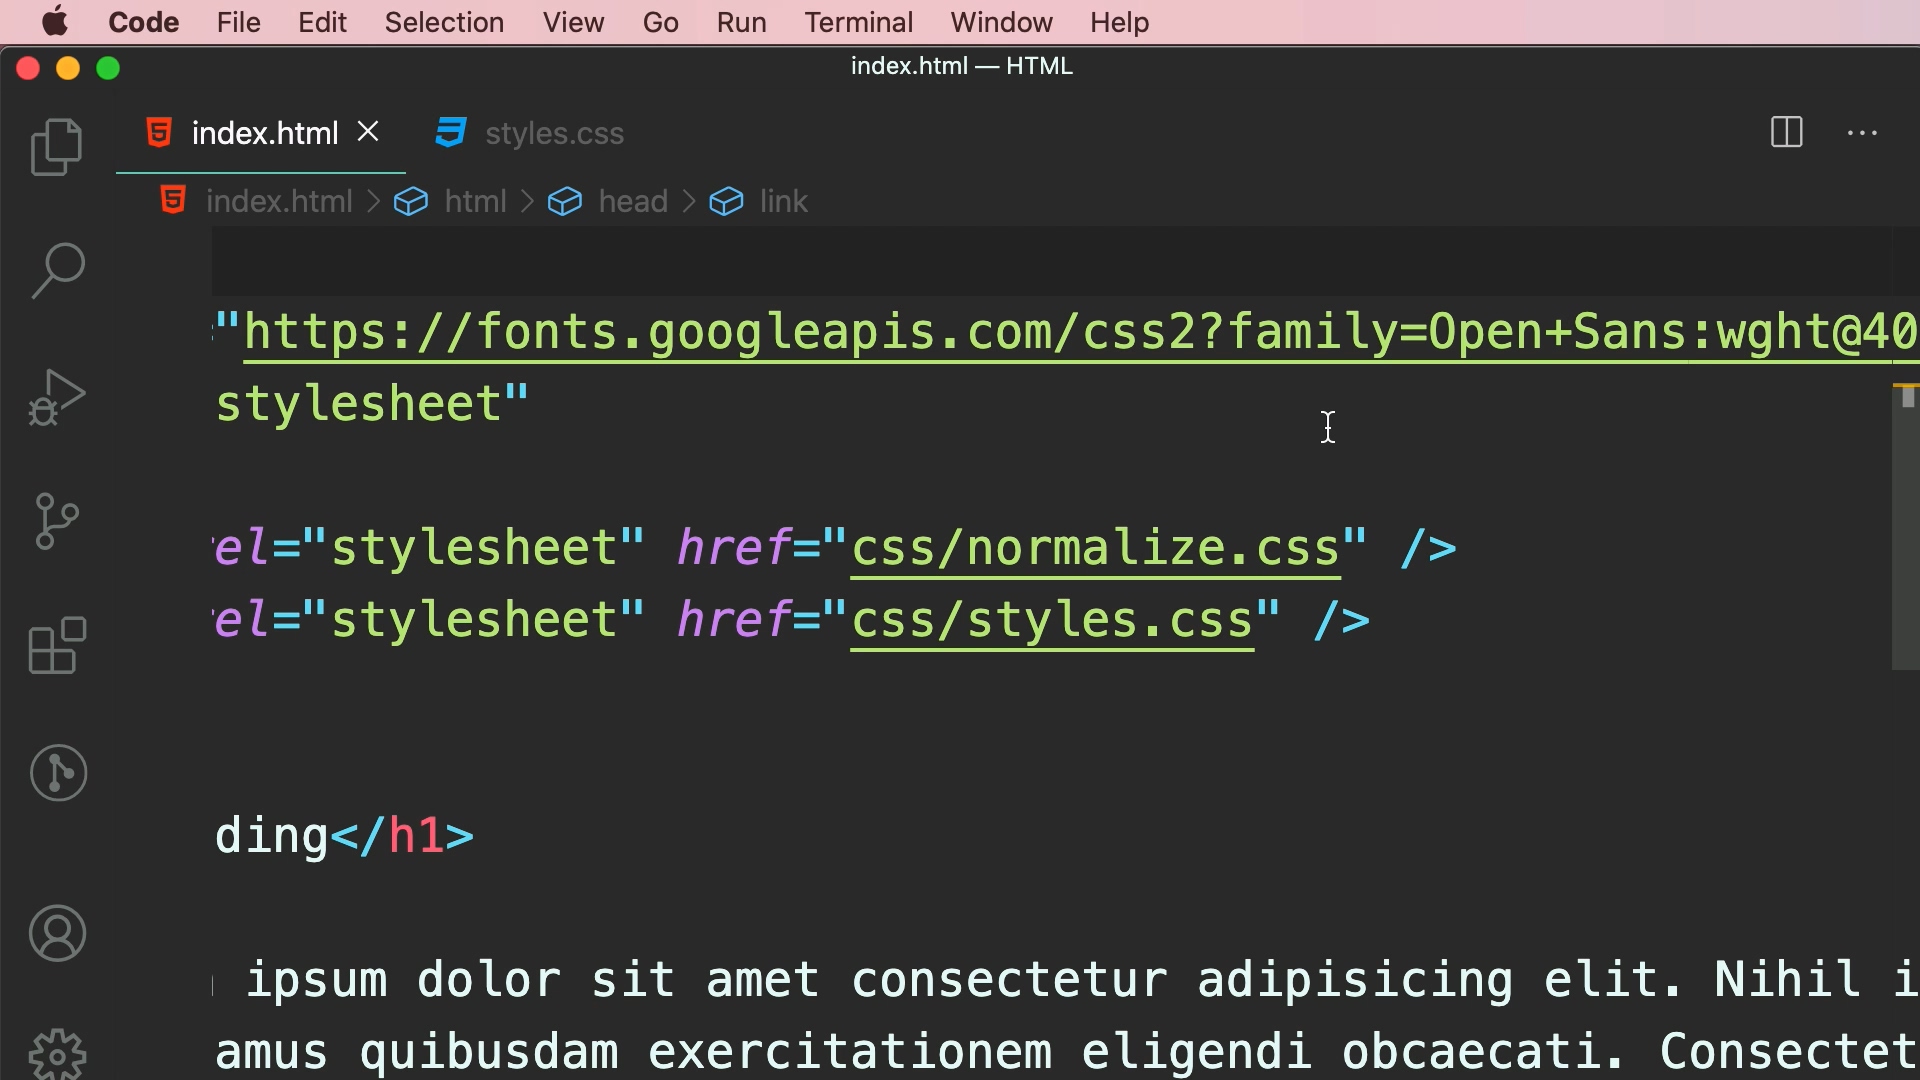 Code File Edit Selection View Go Run Terminal Window Help
index.html — HTML
index.html styles.css
index.html > html > head > link
="https://fonts.googleapis.com/css2?family=Open+Sans:wght@40
stylesheet"
el="stylesheet" href="css/normalize.css" />
el="stylesheet" href="css/styles.css" />
ding</h1>
ipsum dolor sit amet consectetur adipisicing elit. Nihil i
amus quibusdam exercitationem eligendi obcaecati. Consectet